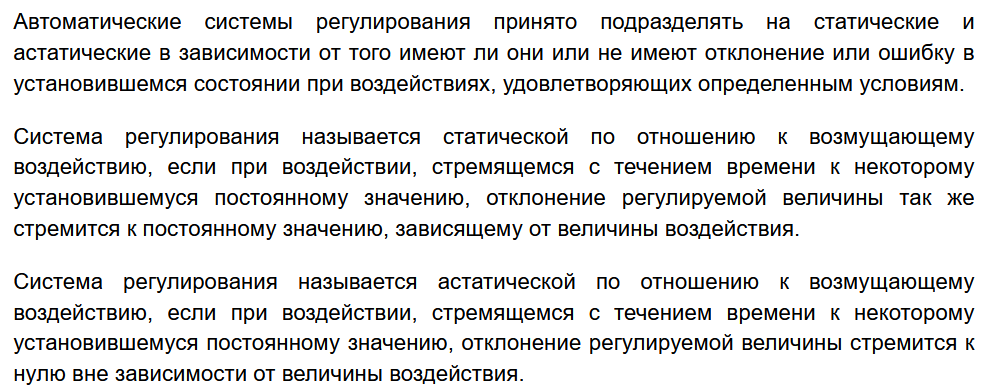 Автоматические системы регулирования принято подразделять на статические и
астатические в зависимости от того имеют ли они или не имеют отклонение или ошибку в
установившемся состоянии при воздействиях, удовлетворяющих определенным условиям.
Система регулирования называется статической по отношению к возмущающему
воздействию, если при воздействии, стремящемся с течением времени к некоторому
установившемуся постоянному значению, отклонение регулируемой величины так же
стремится к постоянному значению, зависящему от величины воздействия.
Система регулирования называется астатической по отношению к возмущающему
воздействию, если при воздействии, стремящемся с течением времени к некоторому
установившемуся постоянному значению, отклонение регулируемой величины стремится к
нулю вне зависимости от величины воздействия.